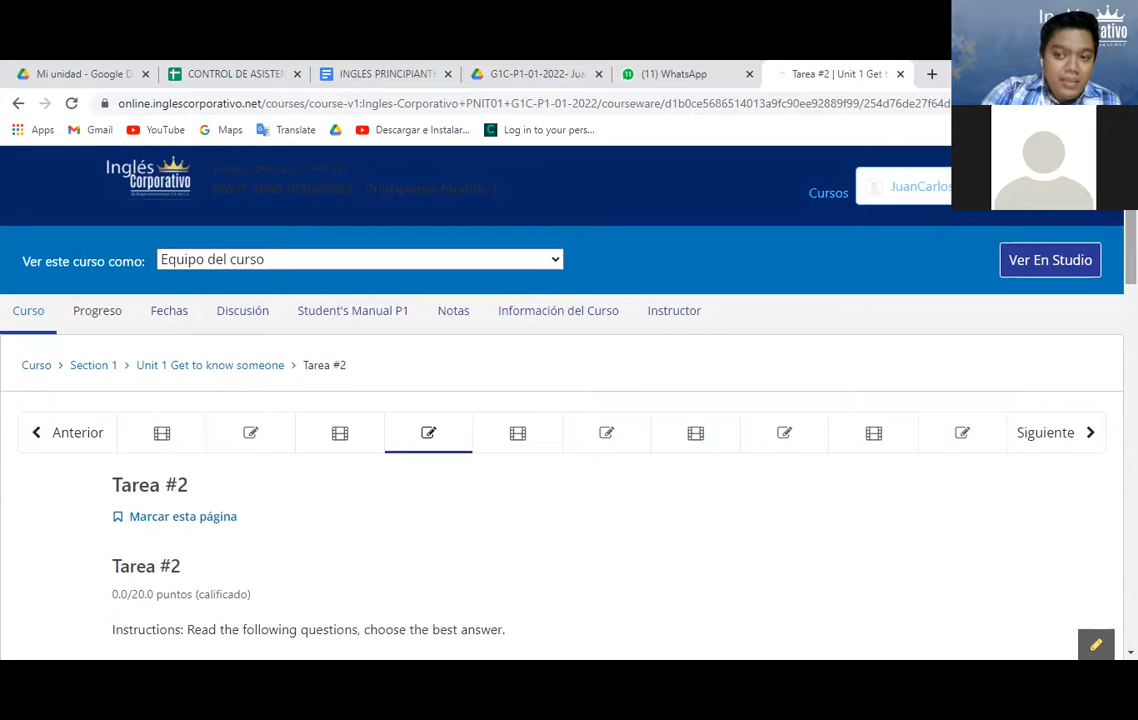 Mi unidad - Google D
CONTROL DE ASISTEN
INGLES PRINCIPIANTE
G1C-P1-01-2022- Jua
(11) WhatsApp
Tarea #2 | Unit 1 Get t
online.inglescorporativo.net/courses/course-v1:Ingles-Corporativo+PNIT01+G1C-P1-01-2022/courseware/d1b0ce5686514013a9fc90ee92889f99/254d76de27f64d
Apps
Gmail
YouTube
Maps
Translate
Descargar e Instalar...
Log in to your pers...
Inglés
Corporativo
Principiante Modulo I
Cursos
JuanCarlos
Ver este curso como:
Equipo del curso
Ver En Studio
Curso
Progreso
Fechas
Discusión
Student's Manual P1
Notas
Información del Curso
Instructor
Curso > Section 1 > Unit 1 Get to know someone > Tarea #2
Anterior
Siguiente
Tarea #2
Marcar esta página
Tarea #2
0.0/20.0 puntos (calificado)
Instructions: Read the following questions, choose the best answer.